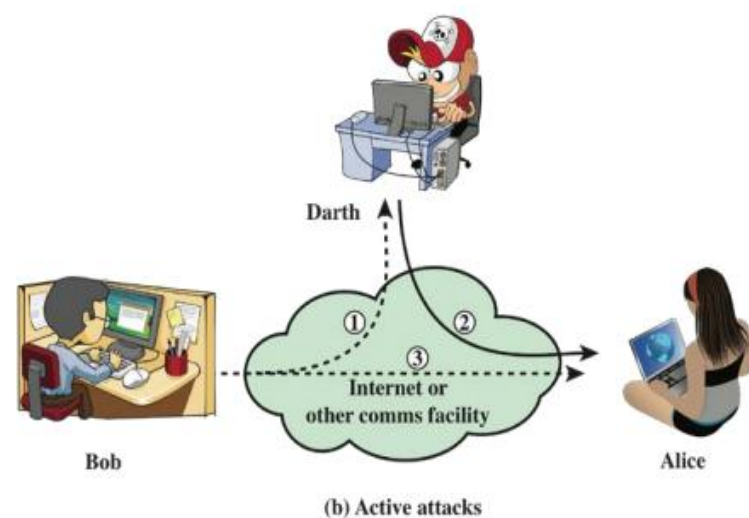 Darth
①
②
③
Internet or
other comms facility
Bob
Alice
(b) Active attacks